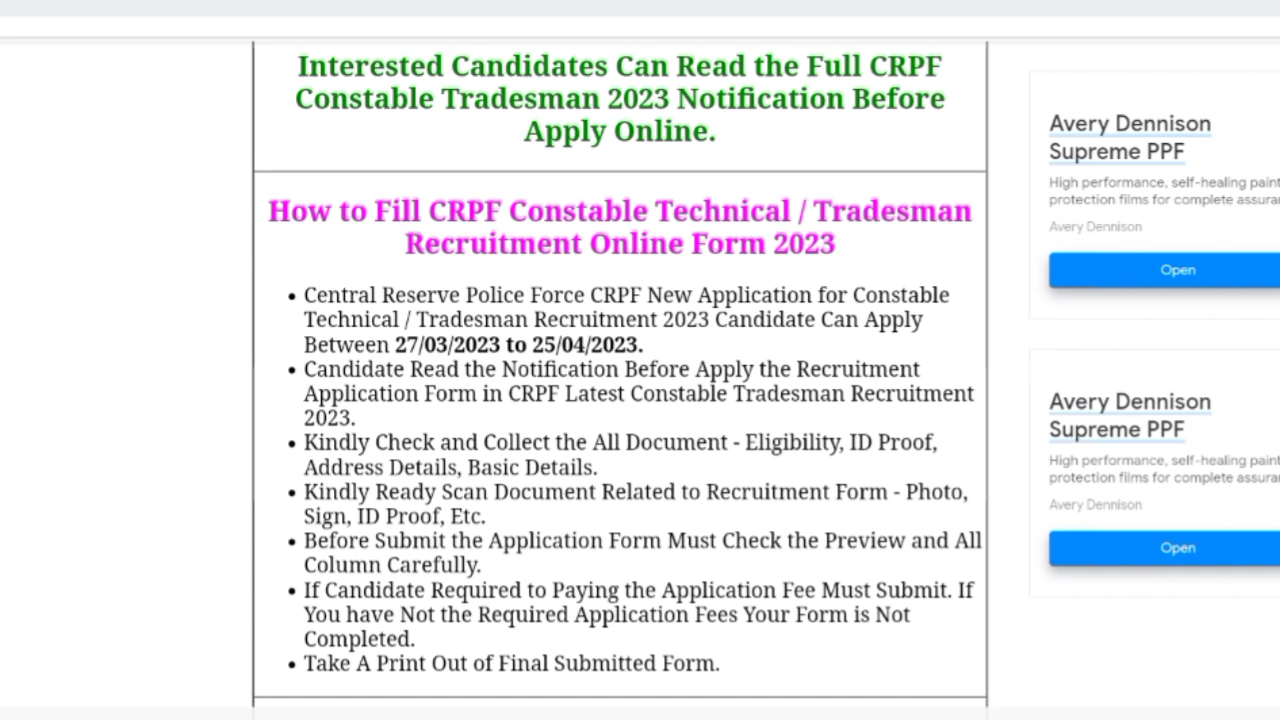 Interested Candidates Can Read the Full CRPF
Constable Tradesman 2023 Notification Before
Apply Online.
How to Fill CRPF Constable Technical / Tradesman
Recruitment Online Form 2023
• Central Reserve Police Force CRPF New Application for Constable
Technical / Tradesman Recruitment 2023 Candidate Can Apply
Between 27/03/2023 to 25/04/2023.
• Candidate Read the Notification Before Apply the Recruitment
Application Form in CRPF Latest Constable Tradesman Recruitment
2023.
• Kindly Check and Collect the All Document - Eligibility, ID Proof,
Address Details, Basic Details.
• Kindly Ready Scan Document Related to Recruitment Form - Photo,
Sign, ID Proof, Etc.
• Before Submit the Application Form Must Check the Preview and All
Column Carefully.
• If Candidate Required to Paying the Application Fee Must Submit. If
You have Not the Required Application Fees Your Form is Not
Completed.
• Take A Print Out of Final Submitted Form.
Avery Dennison
Supreme PPF
High performance, self-healing paint
protection films for complete
Avery Dennison
Open
Avery Dennison
Supreme PPF
High performance, self-healing paint
protection films for complete
Avery Dennison
Open